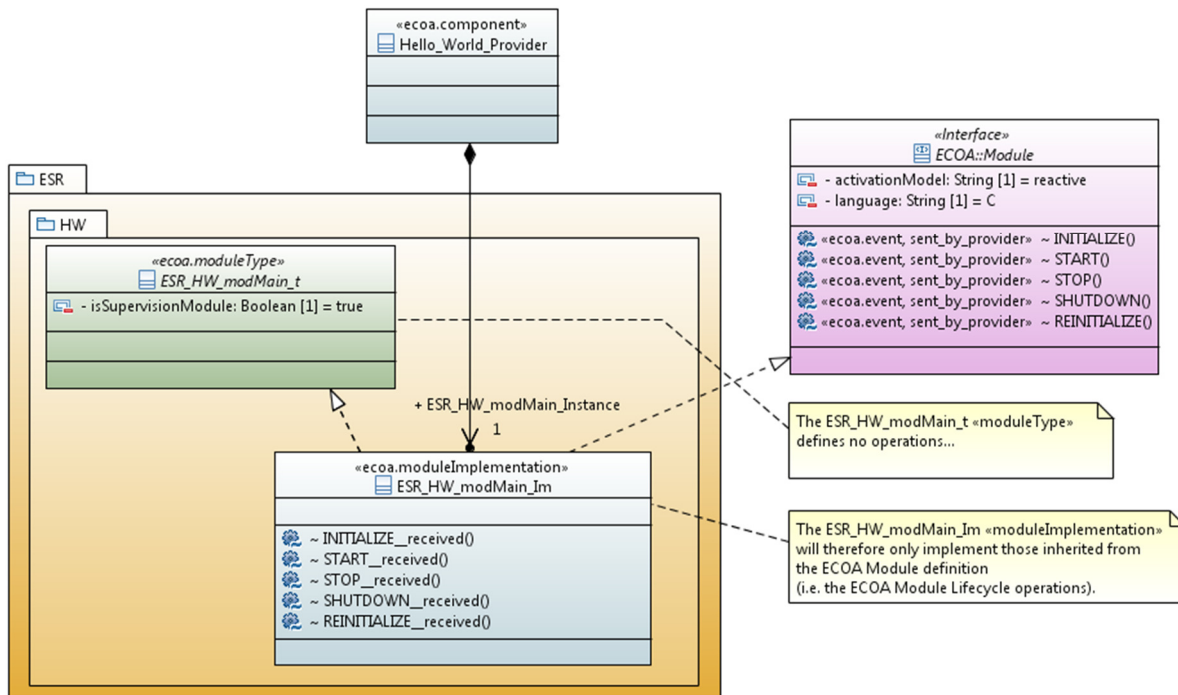 «ecoa.component»
Hello_World_Provider
«Interface»
ECOA::Module
- activationModel: String [1] = reactive
- language: String [1] = C
«ecoa.event, sent_by_provider» ~ INITIALIZE()
«ecoa.event, sent_by_provider» ~ START()
«ecoa.event, sent_by_provider» ~ STOP()
«ecoa.event, sent_by_provider» ~ SHUTDOWN()
«ecoa.event, sent_by_provider» ~ REINITIALIZE()
ESR
HW
«ecoa.moduleType»
ESR_HW_modMain_t
- isSupervisionModule: Boolean [1] = true
+ ESR_HW_modMain_Instance
1
The ESR_HW_modMain_t «moduleType»
defines no operations...
«ecoa.moduleImplementation»
ESR_HW_modMain_Im
~ INITIALIZE__received()
~ START__received()
~ STOP__received()
~ SHUTDOWN__received()
~ REINITIALIZE__received()
The ESR_HW_modMain_Im «moduleImplementation»
will therefore only implement those inherited from
the ECOA Module definition
(i.e. the ECOA Module Lifecycle operations).